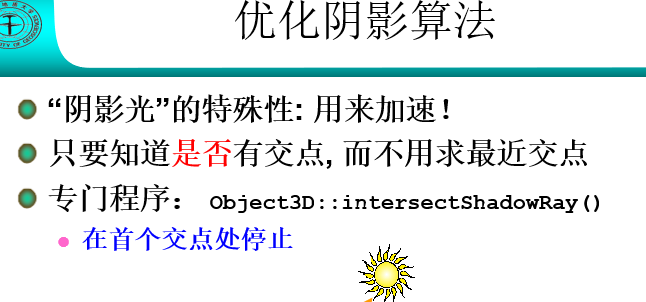 优化阴影算法
“阴影光”的特殊性: 用来加速!
只要知道是否有交点, 而不用求最近交点
专门程序: Object3D::intersectShadowRay()
在首个交点处停止